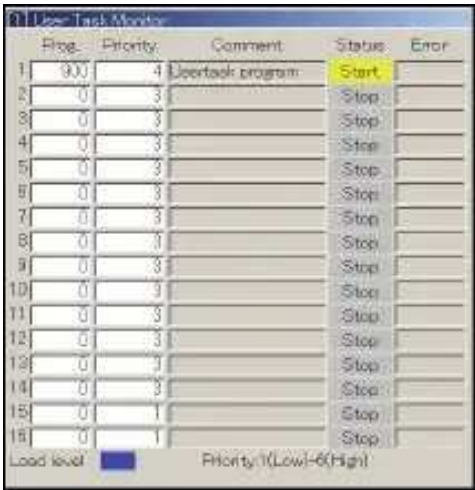 2 User Task Monitor
Prog. Priority Comment Status Error
1 900 4 Usertask program Start
2 0 3 Stop
3 0 3 Stop
4 0 3 Stop
5 0 3 Stop
6 0 3 Stop
7 0 3 Stop
8 0 3 Stop
9 0 3 Stop
10 0 3 Stop
11 0 3 Stop
12 0 3 Stop
13 0 3 Stop
14 0 3 Stop
15 0 1 Stop
16 0 1 Stop
Load level Priority:1(Low)-6(High)